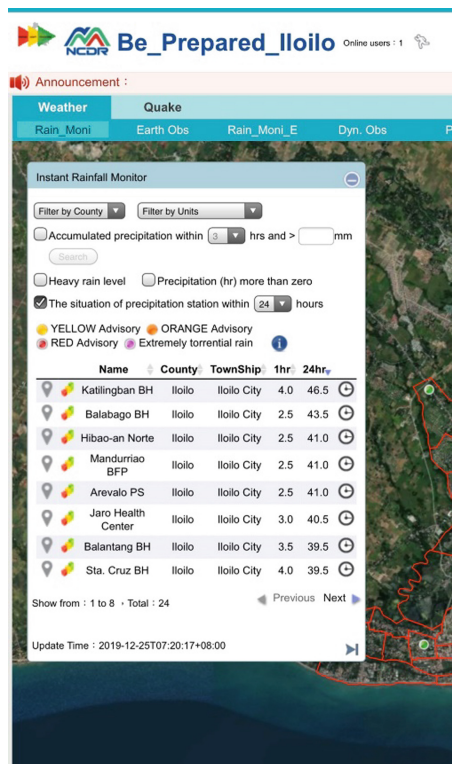 NCDR
Be_Prepared_Iloilo Online users : 1
Announcement :
Weather Quake
Rain_Moni Earth Obs Rain_Moni_E Dyn. Obs P
Instant Rainfall Monitor
Filter by County Filter by Units
Accumulated precipitation within 3 hrs and > mm
Search
Heavy rain level Precipitation (hr) more than zero
The situation of precipitation station within 24 hours
YELLOW Advisory ORANGE Advisory
RED Advisory Extremely torrential rain i
Name County TownShip 1hr 24hr
Katilingban BH Iloilo Iloilo City 4.0 46.5
Balabago BH Iloilo Iloilo City 2.5 43.5
Hibao-an Norte Iloilo Iloilo City 2.5 41.0
Mandurriao BFP Iloilo Iloilo City 2.5 41.0
Arevalo PS Iloilo Iloilo City 2.5 41.0
Jaro Health Center Iloilo Iloilo City 3.0 40.5
Balantang BH Iloilo Iloilo City 3.5 39.5
Sta. Cruz BH Iloilo Iloilo City 4.0 39.5
Show from : 1 to 8 , Total : 24 Previous Next
Update Time : 2019-12-25T07:20:17+08:00